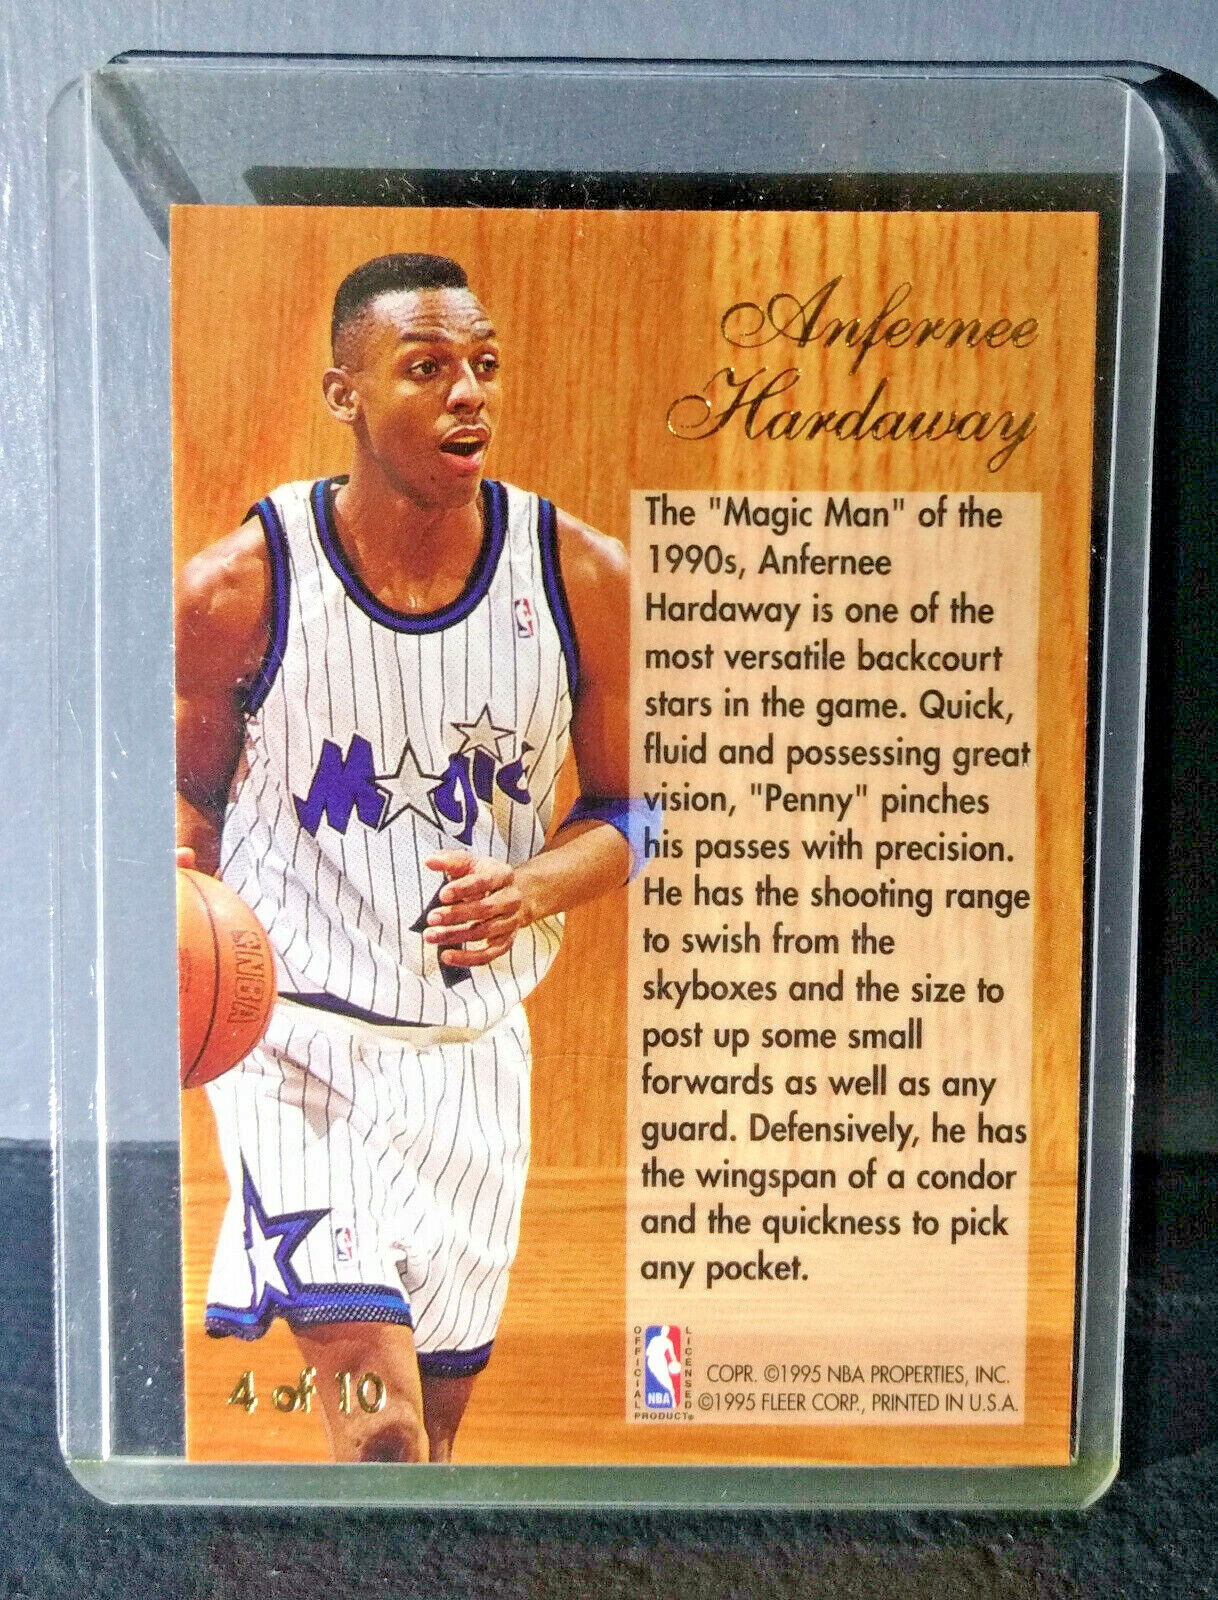 Anfernee
Hardaway
The "Magic Man" of the
1990s, Anfernee
Hardaway is one of the
most versatile backcourt
stars in the game. Quick,
fluid and possessing great
vision, "Penny" pinches
his passes with precision.
He has the shooting range
to swish from the
skyboxes and the size to
post up some small
forwards as well as any
guard. Defensively, he has
the wingspan of a condor
and the quickness to pick
any pocket.
Magic
4 of 10
OFFICIAL LICENSED
NBA
PRODUCT®
COPR. ©1995 NBA PROPERTIES, INC.
©1995 FLEER CORP., PRINTED IN U.S.A.